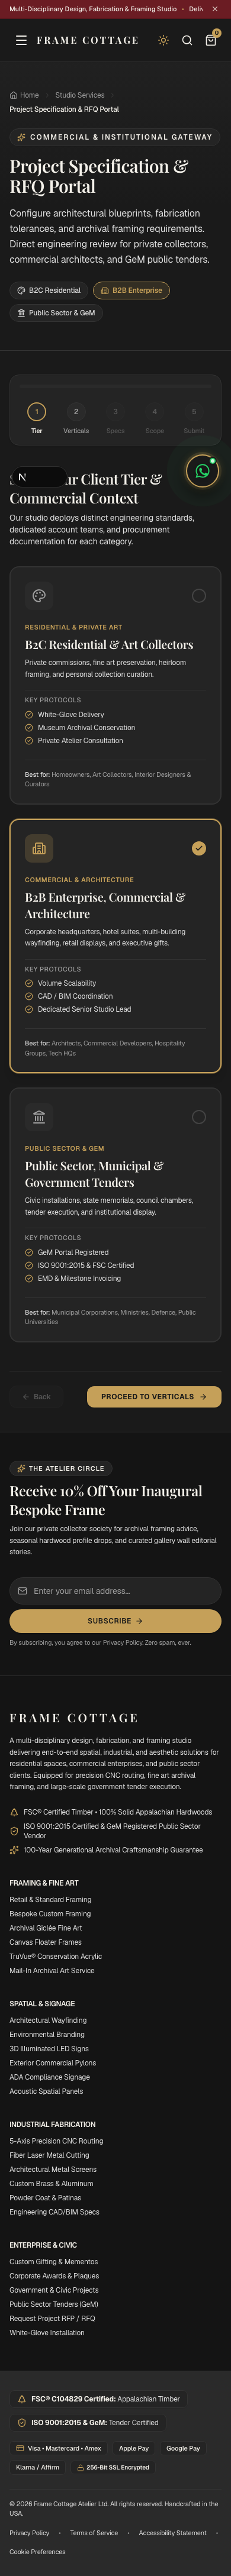 Multi-Disciplinary Design, Fabrication & Framing Studio •
FRAME COTTAGE
0
Home
Studio Services
Project Specification & RFQ Portal
COMMERCIAL & INSTITUTIONAL GATEWAY
Project Specification &
RFQ Portal
Configure architectural blueprints, fabrication
tolerances, and archival framing requirements.
Direct engineering review for private collectors,
commercial architects, and GeM public tenders.
B2C Residential
B2B Enterprise
Public Sector & GeM
1
2
3
4
5
Tier
Verticals
Specs
Scope
Submit
N
ur Client Tier &
Commercial Context
Our studio deploys distinct engineering standards,
dedicated account teams, and procurement
documentation for each category.
RESIDENTIAL & PRIVATE ART
B2C Residential & Art Collectors
Private commissions, fine art preservation, heirloom
framing, and personal collection curation.
KEY PROTOCOLS
White-Glove Delivery
Museum Archival Conservation
Private Atelier Consultation
Best for: Homeowners, Art Collectors, Interior Designers &
Curators
COMMERCIAL & ARCHITECTURE
B2B Enterprise, Commercial &
Architecture
Corporate headquarters, hotel suites, multi-building
wayfinding, retail displays, and executive gifts.
KEY PROTOCOLS
Volume Scalability
CAD / BIM Coordination
Dedicated Senior Studio Lead
Best for: Architects, Commercial Developers, Hospitality
Groups, Tech HQs
PUBLIC SECTOR & GEM
Public Sector, Municipal &
Government Tenders
Civic installations, state memorials, council chambers,
tender execution, and institutional display.
KEY PROTOCOLS
GeM Portal Registered
ISO 9001:2015 & FSC Certified
EMD & Milestone Invoicing
Best for: Municipal Corporations, Ministries, Defence, Public
Universities
Back
PROCEED TO VERTICALS
THE ATELIER CIRCLE
Receive 10% Off Your Inaugural
Bespoke Frame
Join our private collector society for archival framing advice,
seasonal hardwood profile drops, and curated gallery wall editorial
stories.
Enter your email address...
SUBSCRIBE
By subscribing, you agree to our Privacy Policy. Zero spam, ever.
FRAME COTTAGE
A multi-disciplinary design, fabrication, and framing studio
delivering end-to-end spatial, industrial, and aesthetic solutions for
residential spaces, commercial enterprises, and public sector
clients. Equipped for precision CNC routing, fine art archival
framing, and large-scale government tender execution.
FSC® Certified Timber • 100% Solid Appalachian Hardwoods
ISO 9001:2015 Certified & GeM Registered Public Sector
Vendor
100-Year Generational Archival Craftsmanship Guarantee
FRAMING & FINE ART
Retail & Standard Framing
Bespoke Custom Framing
Archival Giclée Fine Art
Canvas Floater Frames
TruVue® Conservation Acrylic
Mail-In Archival Art Service
SPATIAL & SIGNAGE
Architectural Wayfinding
Environmental Branding
3D Illuminated LED Signs
Exterior Commercial Pylons
ADA Compliance Signage
Acoustic Spatial Panels
INDUSTRIAL FABRICATION
5-Axis Precision CNC Routing
Fiber Laser Metal Cutting
Architectural Metal Screens
Custom Brass & Aluminum
Powder Coat & Patinas
Engineering CAD/BIM Specs
ENTERPRISE & CIVIC
Custom Gifting & Mementos
Corporate Awards & Plaques
Government & Civic Projects
Public Sector Tenders (GeM)
Request Project RFP / RFQ
White-Glove Installation
FSC® C104829 Certified: Appalachian Timber
ISO 9001:2015 & GeM: Tender Certified
Visa • Mastercard • Amex
Apple Pay
Google Pay
Klarna / Affirm
256-Bit SSL Encrypted
© 2026 Frame Cottage Atelier Ltd. All rights reserved. Handcrafted in the
USA.
Privacy Policy • Terms of Service • Accessibility Statement •
Cookie Preferences